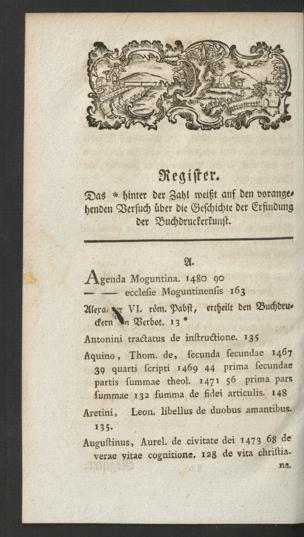 Register.
Das * hinter der Zahl weißt auf den vorange-
henden Versuch über die Geschichte der Erfindung
der Buchdruckerkunst.
A.
Agenda Moguntina. 1480 90
— — ecclesie Moguntinensis 163
Alexa. VI. röm. Pabst, ertheilt den Buchdru-
ckern Verbot. 13 *
Antonini tractatus de instructione. 135
Aquino, Thom. de, secunda secundae 1467
39 quarti scripti 1469 44 prima secundae
partis summae theol. 1471 56 prima pars
summae 132 summa de fidei articulis. 148
Aretini, Leon. libellus de duobus amantibus.
135.
Augustinus, Aurel. de civitate dei 1473 68 de
verae vitae cognitione. 128 de vita christia-
na.